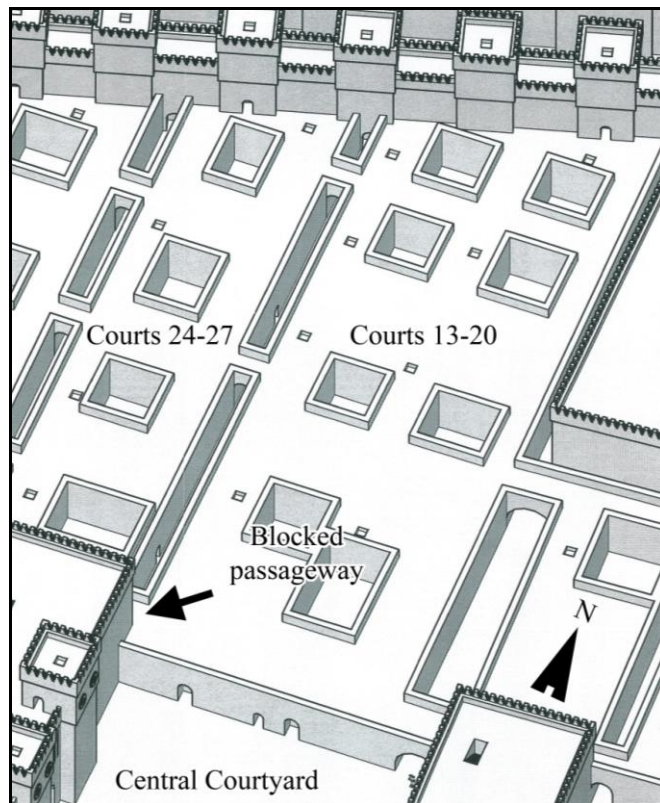 Courts 24-27
Courts 13-20
Blocked
passageway
N
Central Courtyard